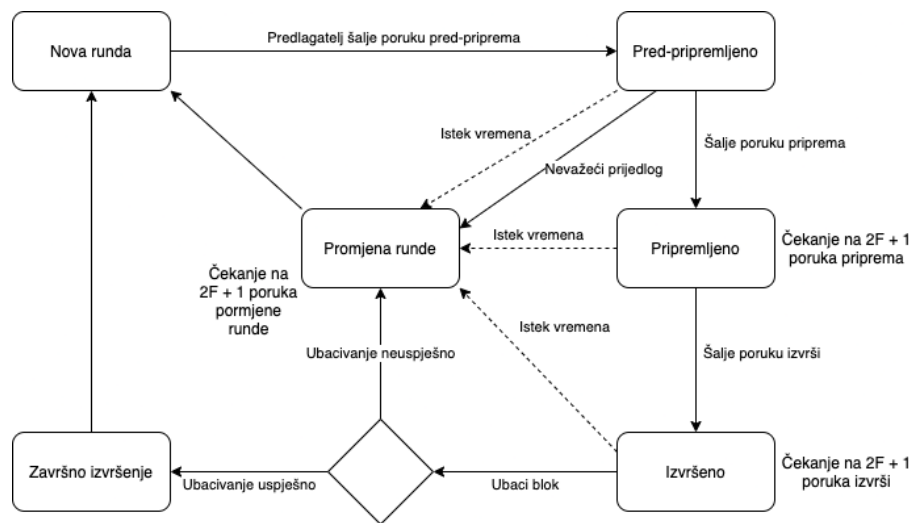 Nova runda
Predlagatelj šalje poruku pred-priprema
Pred-pripremljeno
Istek vremena
Šalje poruku priprema
Nevažeći prijedlog
Promjena runde
Istek vremena
Pripremljeno
Čekanje na 2F + 1
poruka priprema
Čekanje na
2F + 1 poruka
pormjene
runde
Istek vremena
Ubacivanje neuspješno
Šalje poruku izvrši
Završno izvršenje
Ubacivanje uspješno
Ubaci blok
Izvršeno
Čekanje na 2F + 1
poruka izvrši